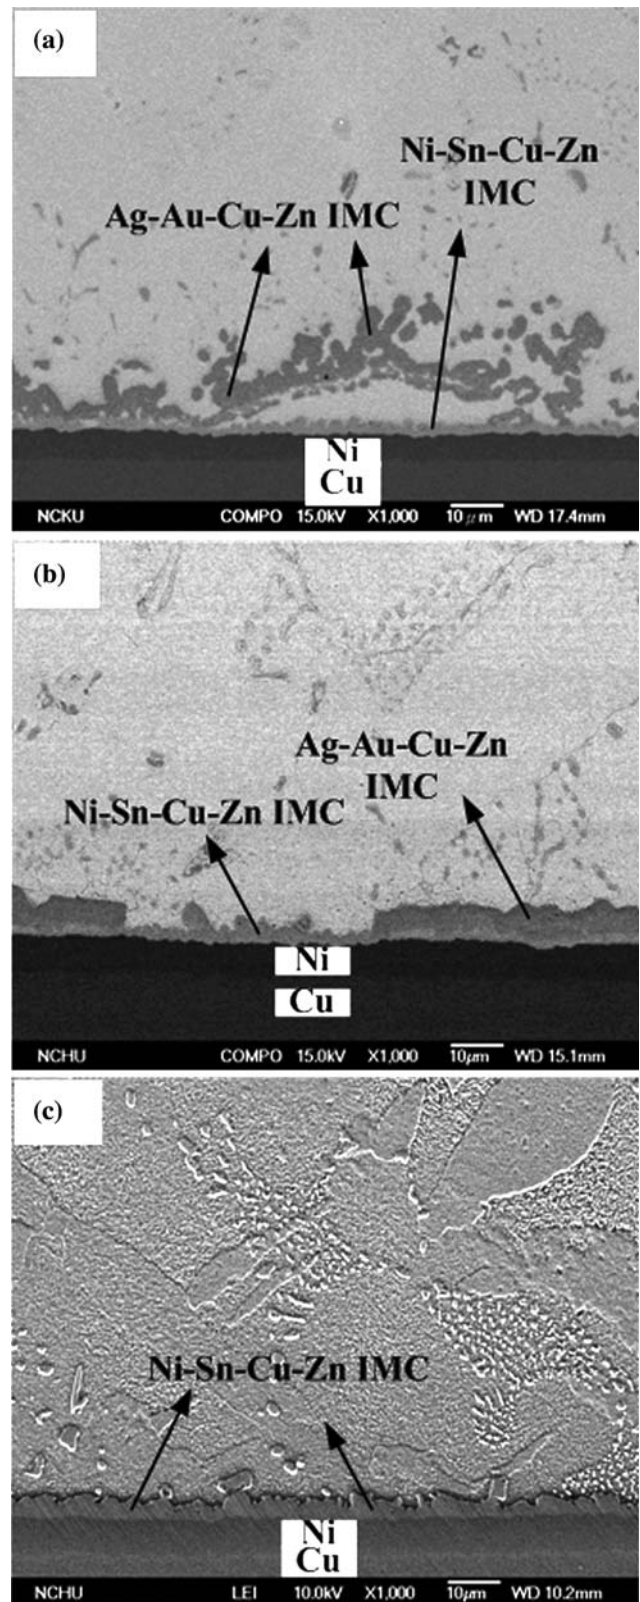 (a)
Ni-Sn-Cu-Zn
IMC
Ag-Au-Cu-Zn IMC
Ni
Cu
NCKU COMPO 15.0kV X1,000 10μm WD 17.4mm
(b)
Ag-Au-Cu-Zn
IMC
Ni-Sn-Cu-Zn IMC
Ni
Cu
NCHU COMPO 15.0kV X1,000 10μm WD 15.1mm
(c)
Ni-Sn-Cu-Zn IMC
Ni
Cu
NCHU LEI 10.0kV X1,000 10μm WD 10.2mm